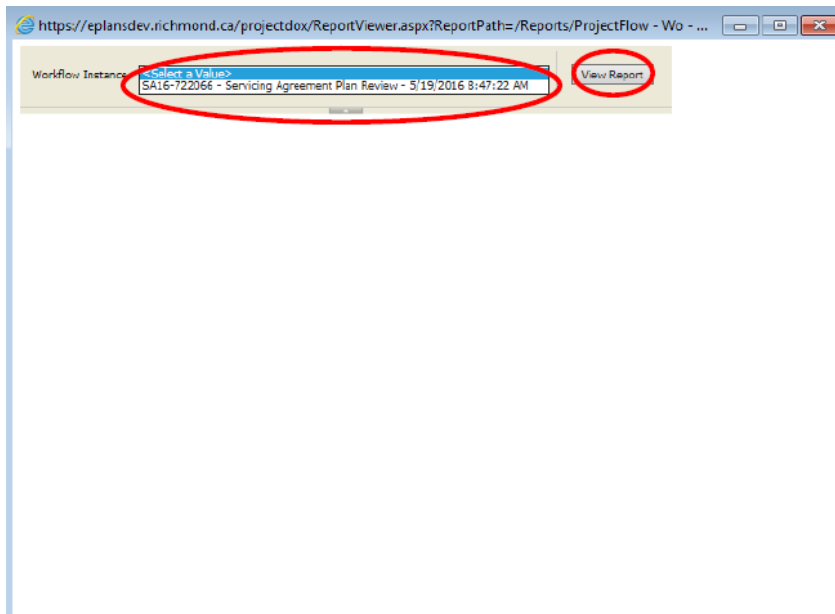 https://eplansdev.richmond.ca/projectdox/ReportViewer.aspx?ReportPath=/Reports/ProjectFlow - Wo - ...
Workflow Instance <Select a Value> View Report
SA16-722066 - Servicing Agreement Plan Review - 5/19/2016 8:47:22 AM